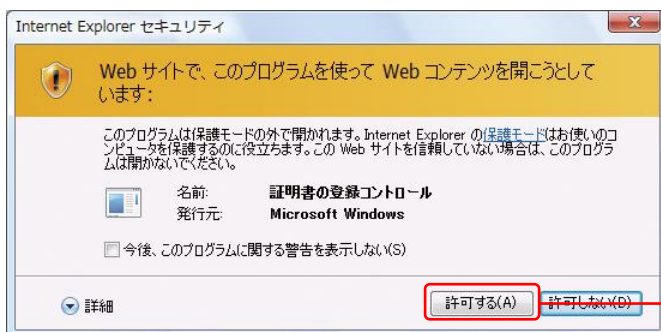 Internet Explorer セキュリティ
Web サイトで、このプログラムを使って Web コンテンツを開こうとして
います:
このプログラムは保護モードの外で開かれます。Internet Explorer の保護モードはお使いのコ
ンピュータを保護するのに役立ちます。この Web サイトを信頼していない場合は、このプログラ
ムは開かないでください。
名前: 証明書の登録コントロール
発行元: Microsoft Windows
今後、このプログラムに関する警告を表示しない(S)
詳細 許可する(A) 許可しない(D)